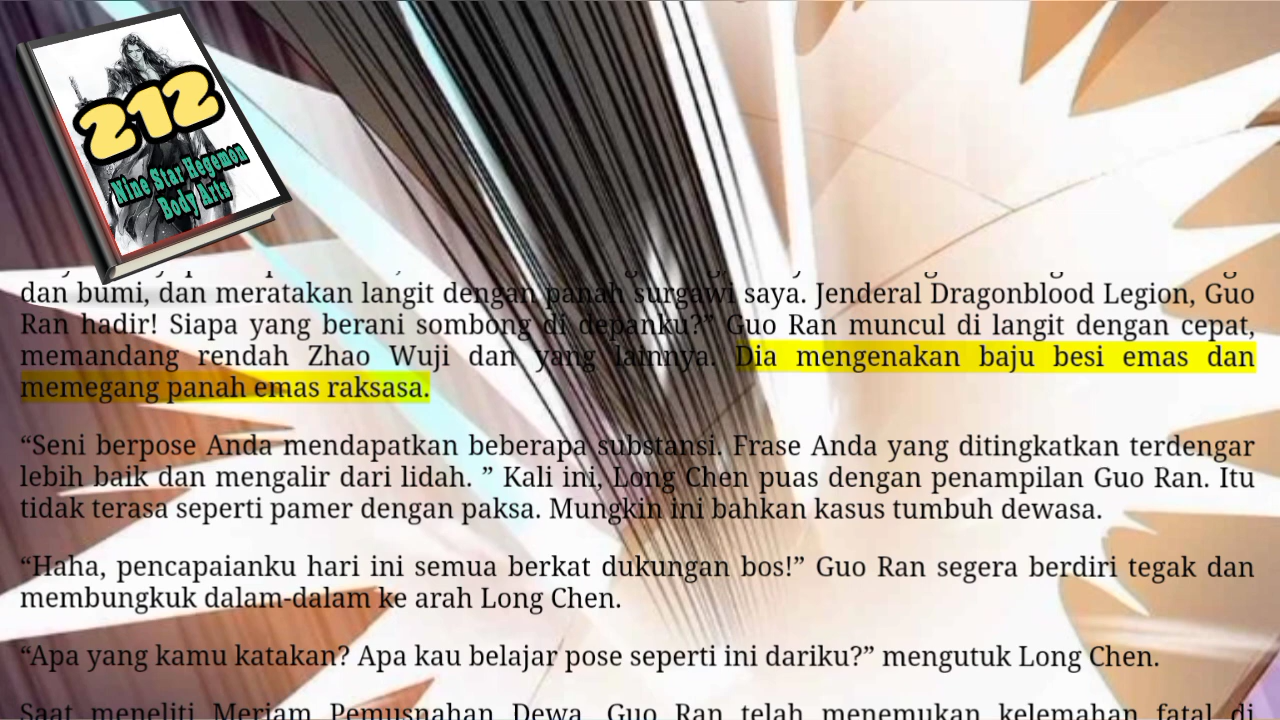 212
Nine Star Hegemon
Body Arts
dan bumi, dan meratakan langit dengan panah surgawi saya. Jenderal Dragonblood Legion, Guo
Ran hadir! Siapa yang berani sombong di depanku?” Guo Ran muncul di langit dengan cepat,
memandang rendah Zhao Wuji dan yang lainnya. Dia mengenakan baju besi emas dan
memegang panah emas raksasa.
“Seni berpose Anda mendapatkan beberapa substansi. Frase Anda yang ditingkatkan terdengar
lebih baik dan mengalir dari lidah. ” Kali ini, Long Chen puas dengan penampilan Guo Ran. Itu
tidak terasa seperti pamer dengan paksa. Mungkin ini bahkan kasus tumbuh dewasa.
“Haha, pencapaianku hari ini semua berkat dukungan bos!” Guo Ran segera berdiri tegak dan
membungkuk dalam-dalam ke arah Long Chen.
“Apa yang kamu katakan? Apa kau belajar pose seperti ini dariku?” mengutuk Long Chen.
Saat meneliti Meriam Pemusnahan Dewa, Guo Ran telah menemukan kelemahan fatal di